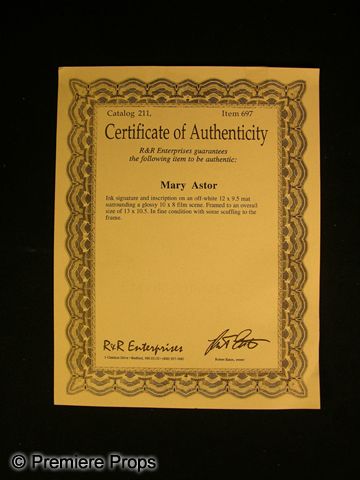 Catalog 211, Item 697
Certificate of Authenticity
R&R Enterprises guarantees
the following item to be authentic:
Mary Astor
Ink signature and inscription on an off-white 12 x 9.5 mat
surrounding a glossy 10 x 8 film scene. Framed to an overall
size of 13 x 10.5. In fine condition with some scuffing to the
frame.
R&R Enterprises
© Premiere Props